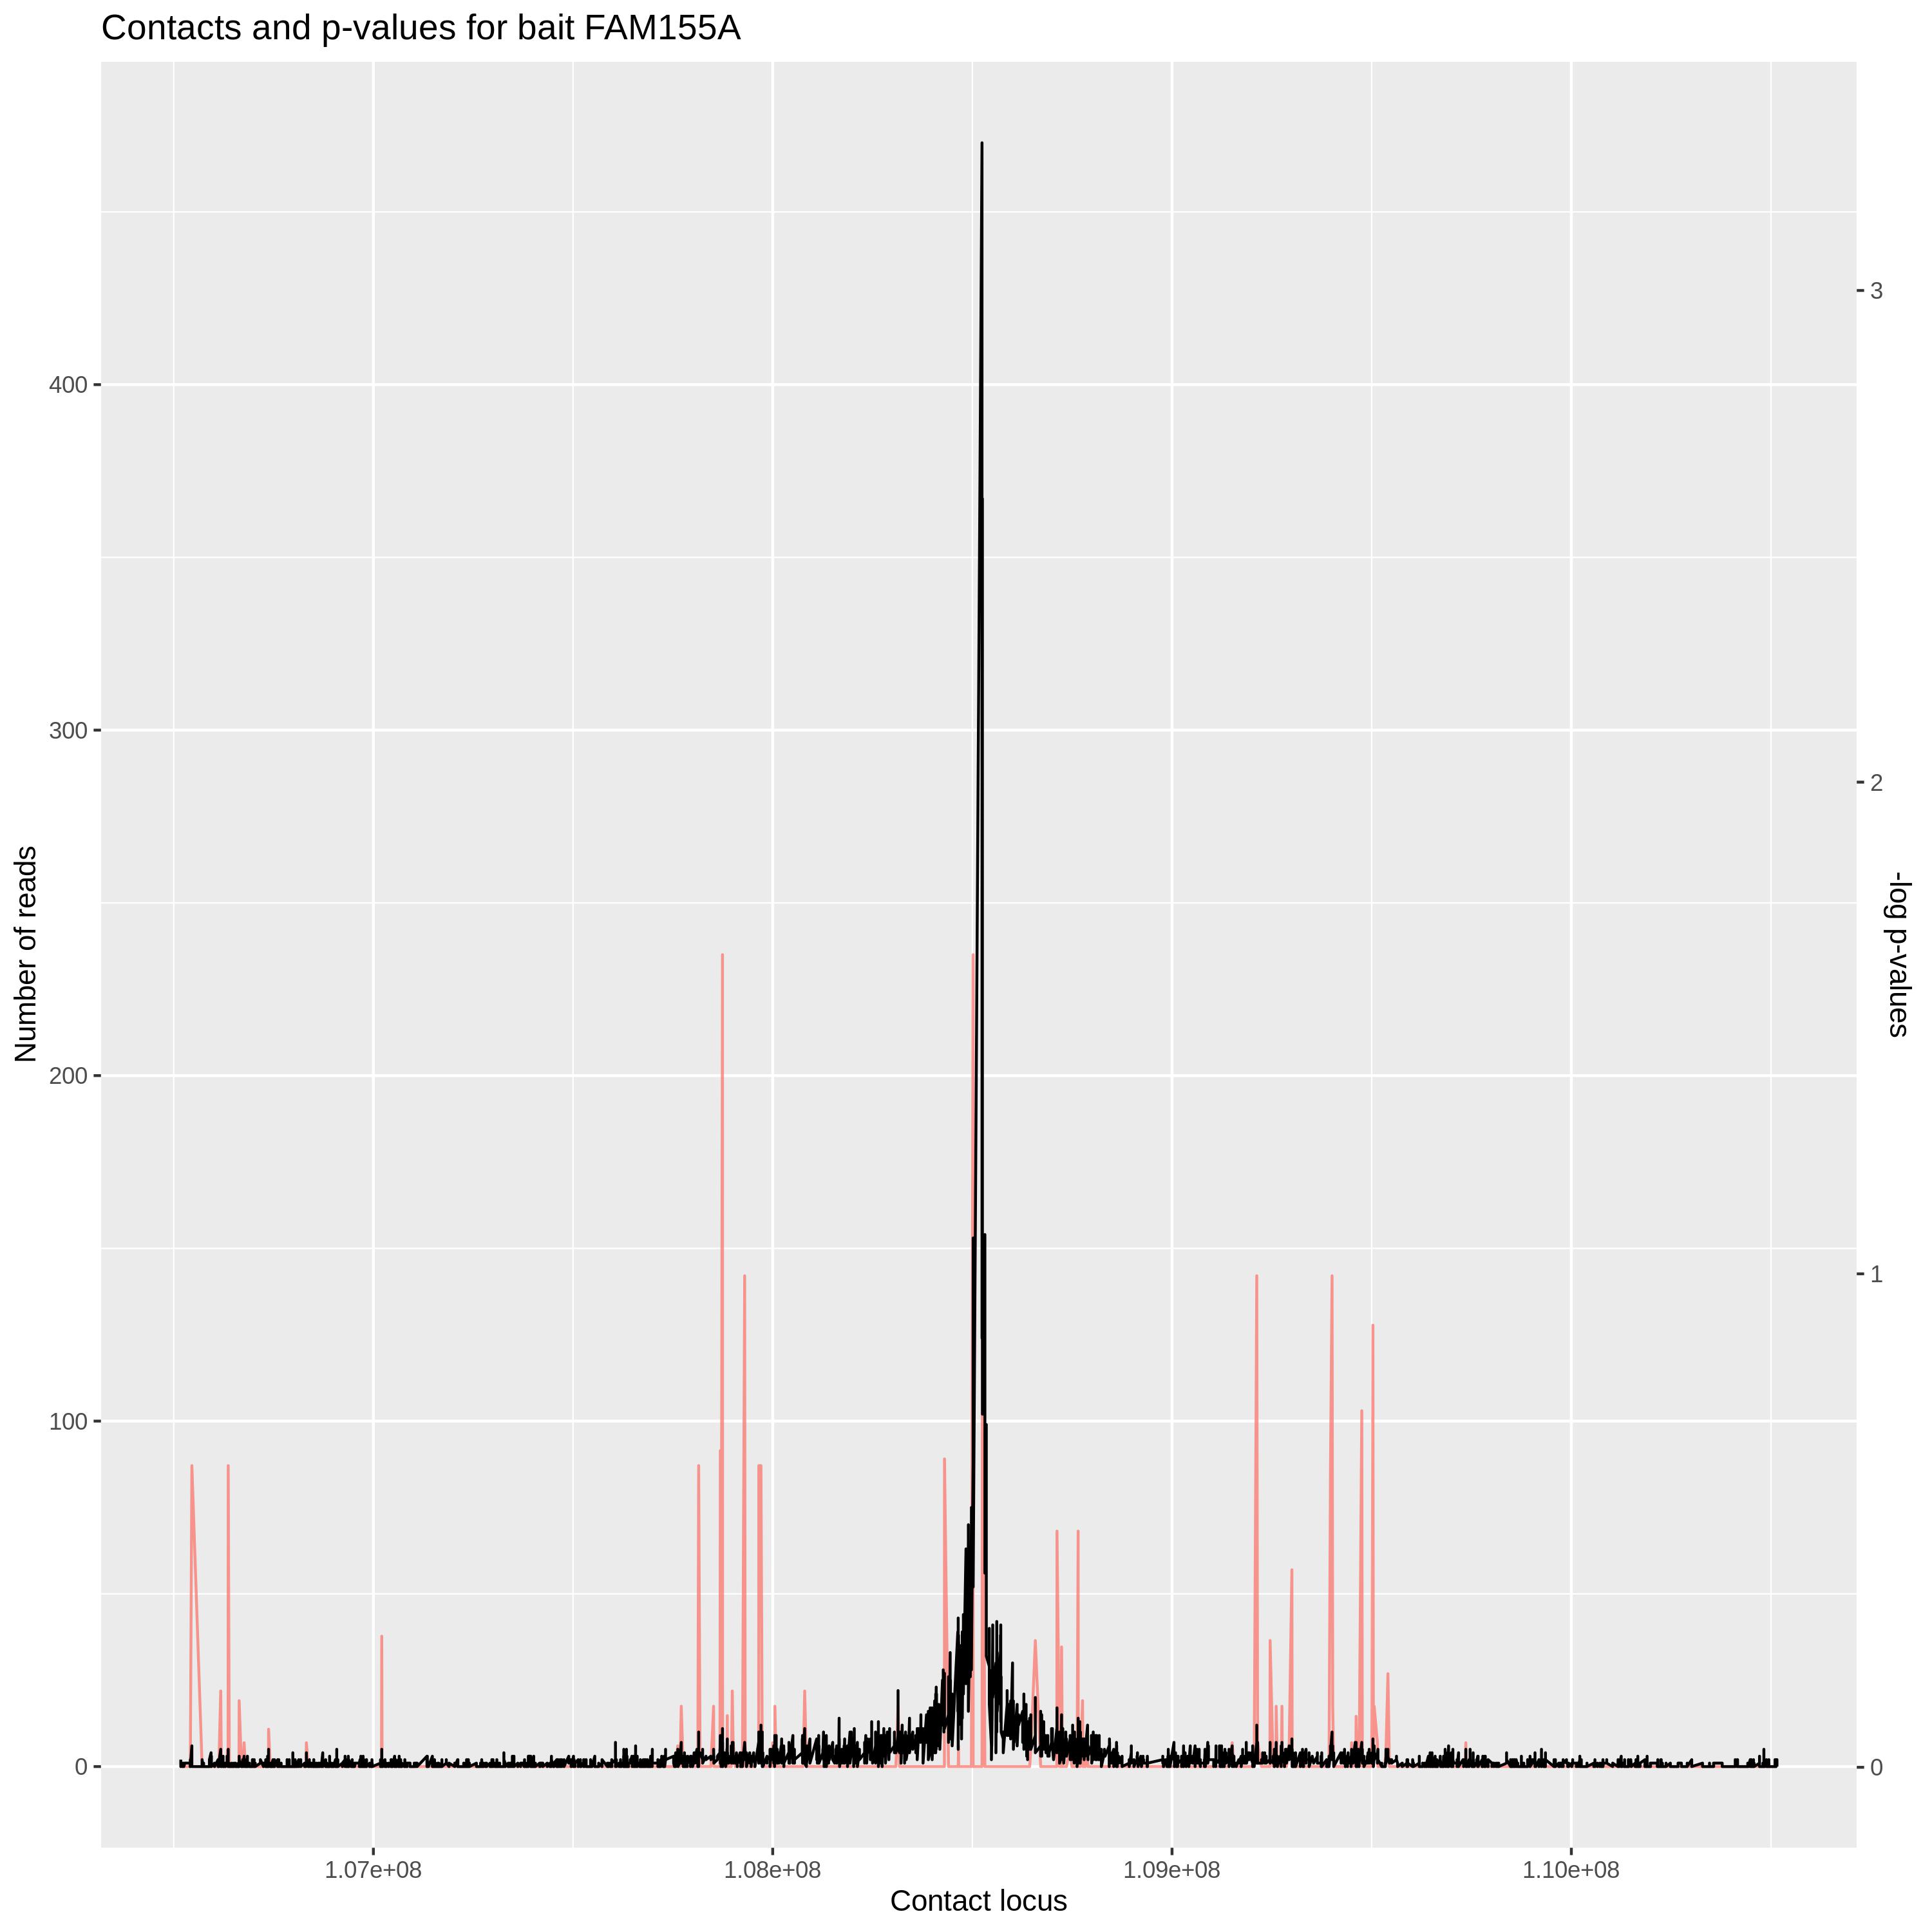 Contacts and p-values for bait FAM155A
Number of reads
400
300
200
100
0
3
2
1
0
-log p-values
1.07e+08
1.08e+08
1.09e+08
1.10e+08
Contact locus